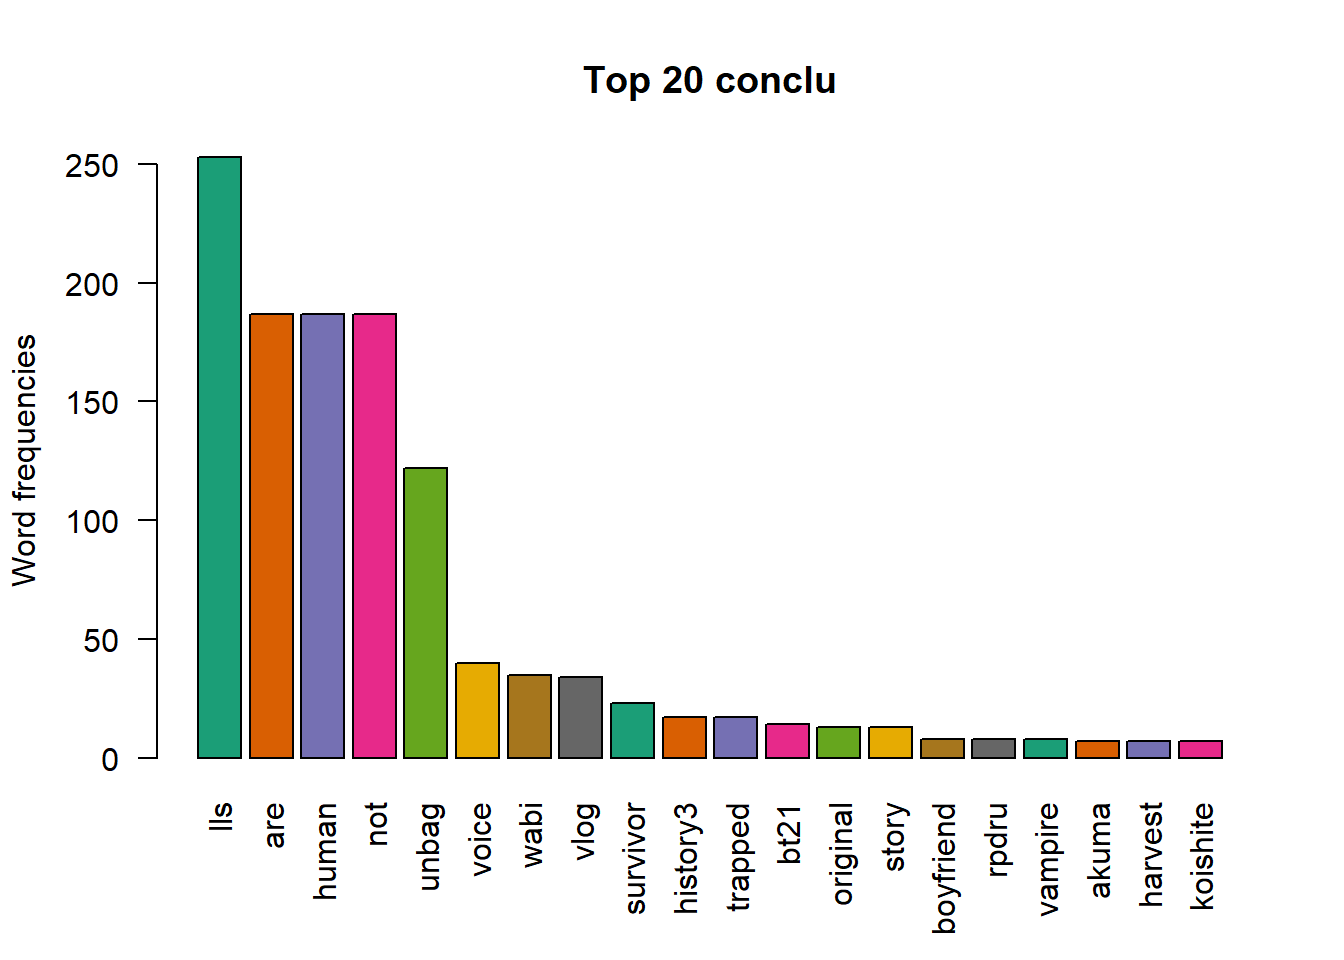 Top 20 conclu
Word frequencies
250
200
150
100
50
0
lls
are
human
not
unbag
voice
wabi
vlog
survivor
history3
trapped
bt21
original
story
boyfriend
rpdru
vampire
akuma
harvest
koishite